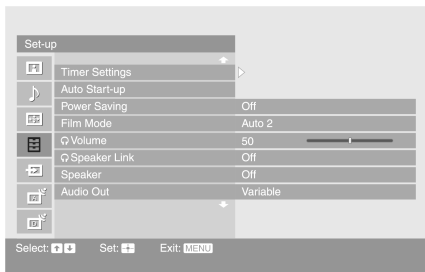 Set-up
Timer Settings
Auto Start-up
Power Saving Off
Film Mode Auto 2
Volume 50
Speaker Link Off
Speaker Off
Audio Out Variable
Select: Set: Exit: MENU